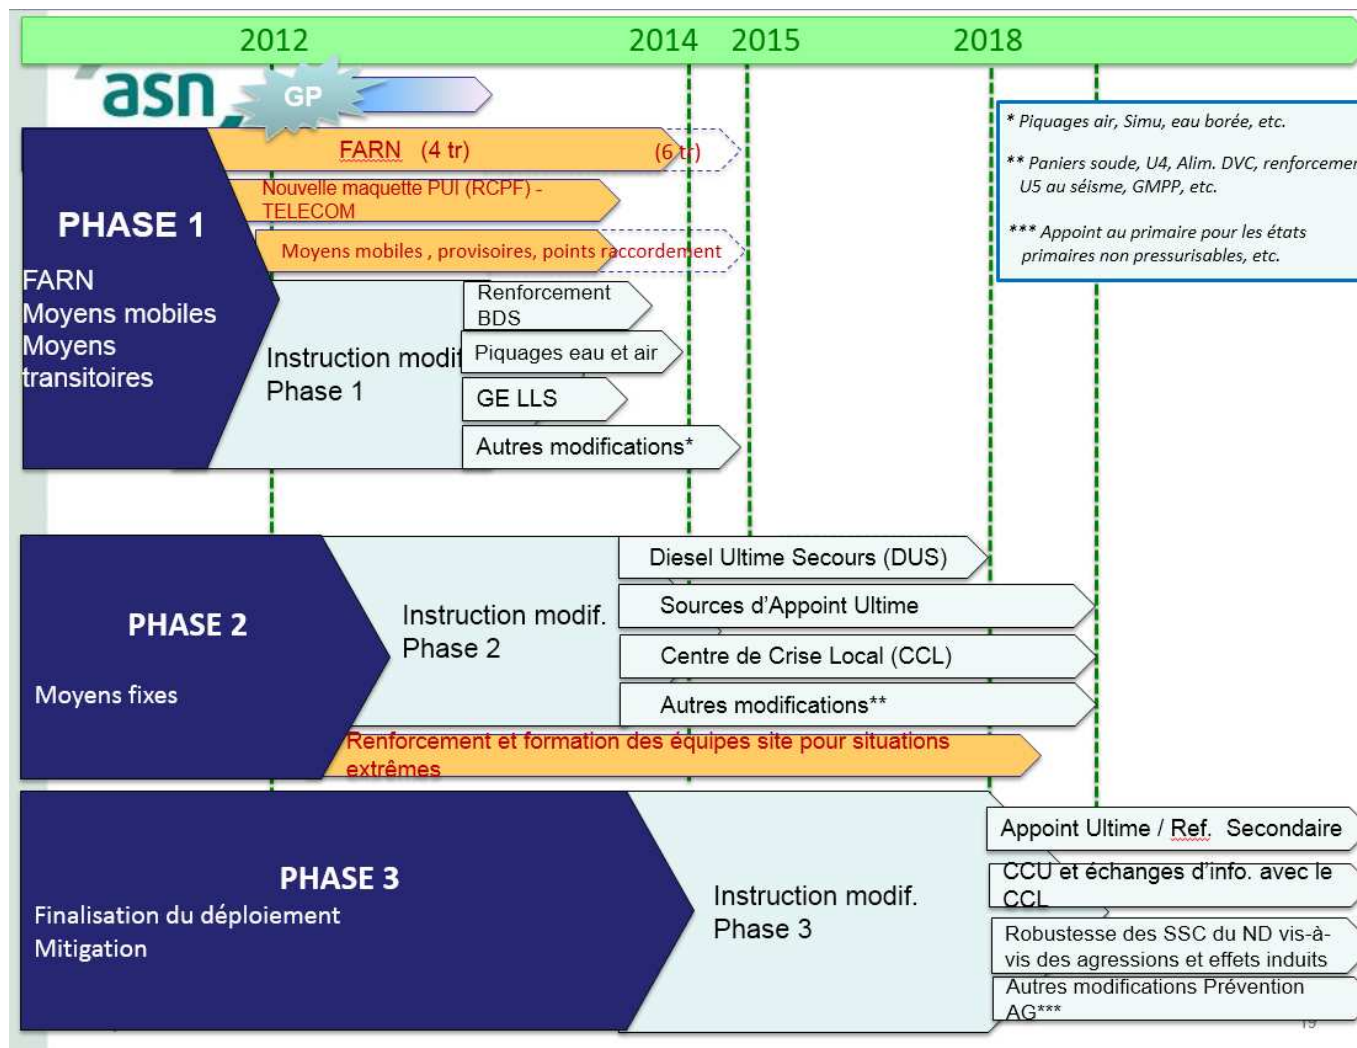 2012
2014
2015
2018
asn
GP
FARN (4 tr)
(6 tr)
Nouvelle maquette PUI (RCPF) -
TELECOM
Moyens mobiles , provisoires, points raccordement
PHASE 1
FARN
Moyens mobiles
Moyens
transitoires
Instruction modif
Phase 1
Renforcement
BDS
Piquages eau et air
GE LLS
Autres modifications*
* Piquages air, Simu, eau borée, etc.
** Paniers soude, U4, Alim. DVC, renforcemen
U5 au séisme, GMPP, etc.
*** Appoint au primaire pour les états
primaires non pressurisables, etc.
PHASE 2
Moyens fixes
Instruction modif.
Phase 2
Diesel Ultime Secours (DUS)
Sources d'Appoint Ultime
Centre de Crise Local (CCL)
Autres modifications**
Renforcement et formation des équipes site pour situations
extrêmes
PHASE 3
Finalisation du déploiement
Mitigation
Instruction modif.
Phase 3
Appoint Ultime / Ref. Secondaire
CCU et échanges d'info. avec le
CCL
Robustesse des SSC du ND vis-à-
vis des agressions et effets induits
Autres modifications Prévention
AG***
19